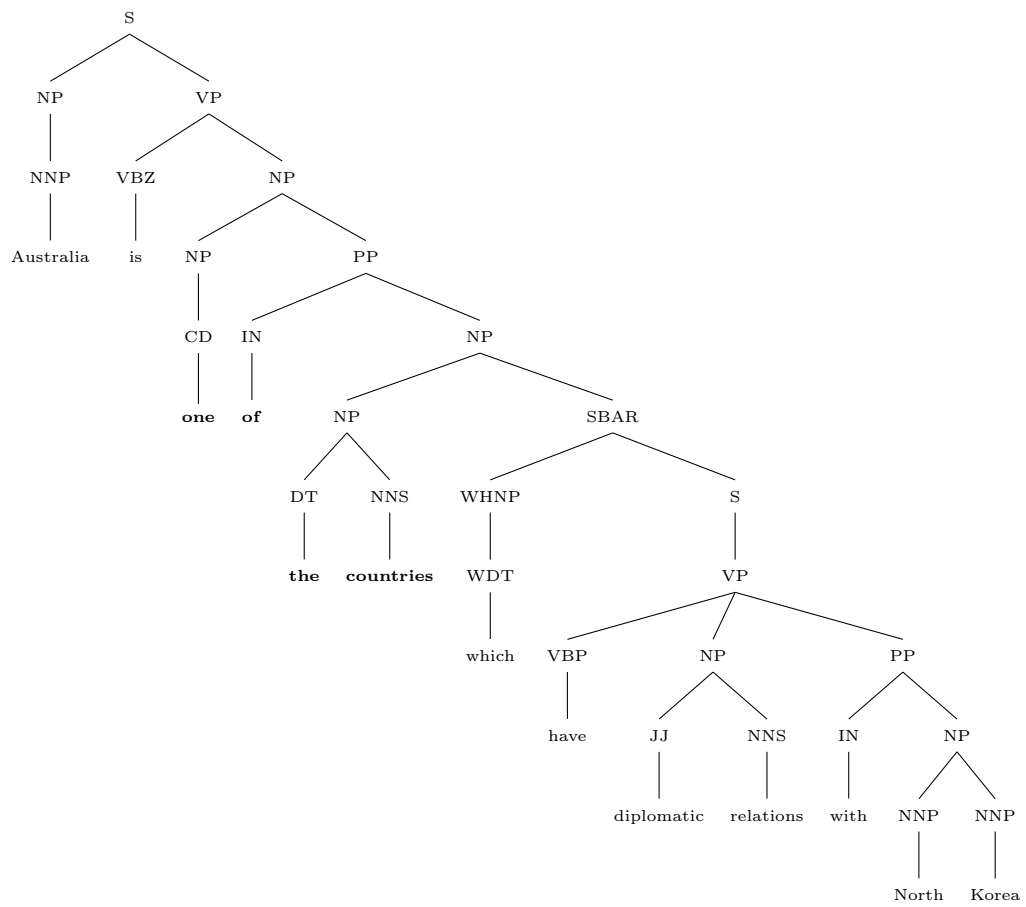 S
NP VP
NNP VBZ NP
Australia is NP PP
CD IN NP
one of NP SBAR
DT NNS WHNP S
the countries WDT VP
which VBP NP PP
have JJ NNS IN NP
diplomatic relations with NNP NNP
North Korea